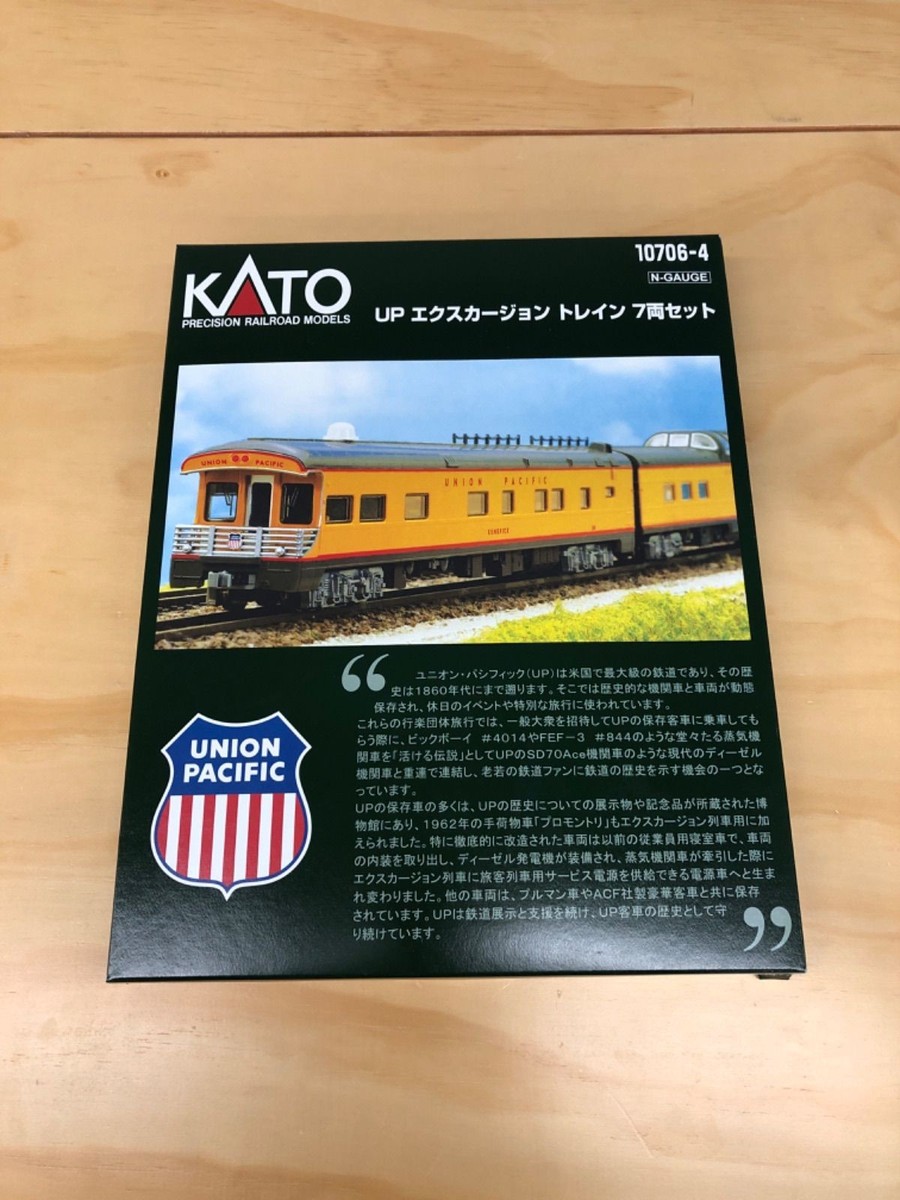 KATO
PRECISION RAILROAD MODELS
10706-4
N-GAUGE
UP エクスカージョン トレイン 7両セット
UNION PACIFIC
UNION PACIFIC
“
ユニオン・パシフィック(UP)は米国で最大級の鉄道であり、その歴
史は1860年代にまで遡ります。そこでは歴史的な機関車と車両が動態
保存され、休日のイベントや特別な旅行に使われています。
これらの行楽団体旅行では、一般大衆を招待してUPの保存客車に乗車しても
らう際に、ビックボーイ #4014やFEF-3 #844のような堂々たる蒸気機
関車を「活ける伝説」としてUPのSD70Ace機関車のような現代のディーゼル
機関車と重連で連結し、老若の鉄道ファンに鉄道の歴史を示す機会の一つとな
っています。
UPの保存車の多くは、UPの歴史についての展示物や記念品が所蔵された博
物館にあり、1962年の手荷物車「プロモントリ」もエクスカージョン列車用に加
えられました。特に徹底的に改造された車両は以前の従業員用寝室車で、車両
の内装を取り出し、ディーゼル発電機が装備され、蒸気機関車が牽引した際に
エクスカージョン列車に旅客列車用サービス電源を供給できる電源車へと生ま
れ変わりました。他の車両は、プルマン車やACF社製豪華客車と共に保存
されています。UPは鉄道展示と支援を続け、UP客車の歴史として守
り続けています。
”
UNION
PACIFIC